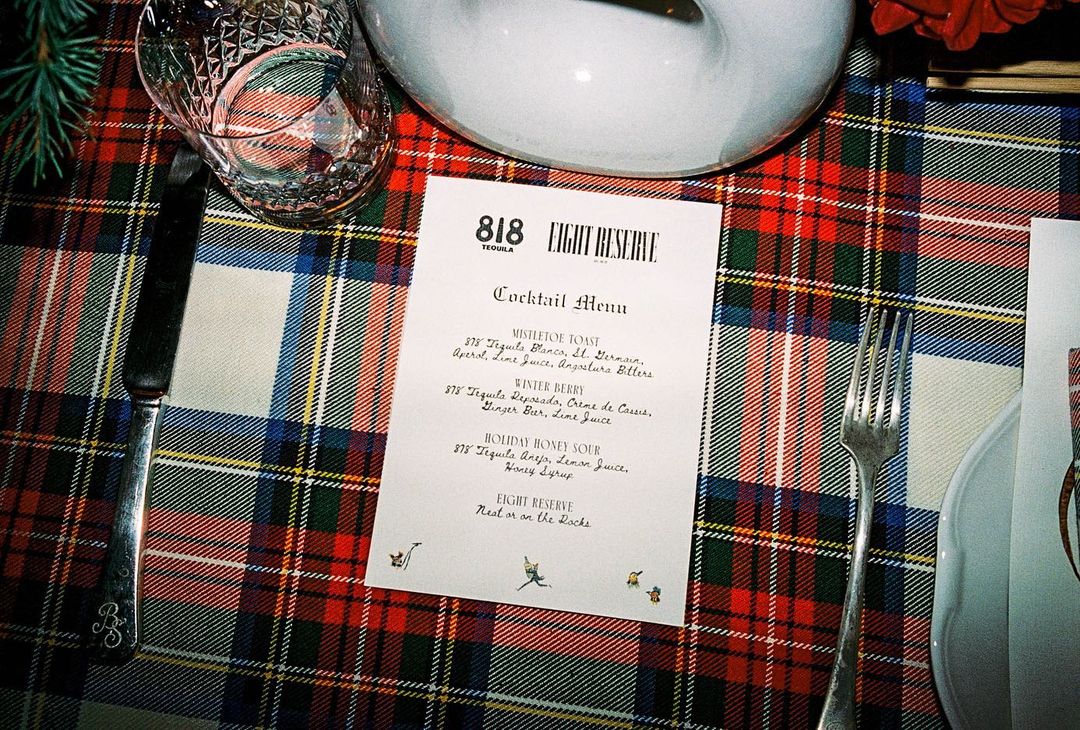 818
TEQUILA
EIGHT RESERVE
Cocktail Menu
MISTLETOE TOAST
818 Tequila Blanco, St. Germain,
Aperol, Lime Juice, Angostura Bitters
WINTER BERRY
818 Tequila Reposado, Creme de Cassis,
Ginger Beer, Lime Juice
HOLIDAY HONEY SOUR
818 Tequila Añejo, Lemon Juice,
Honey Syrup
EIGHT RESERVE
Neat or on the Rocks